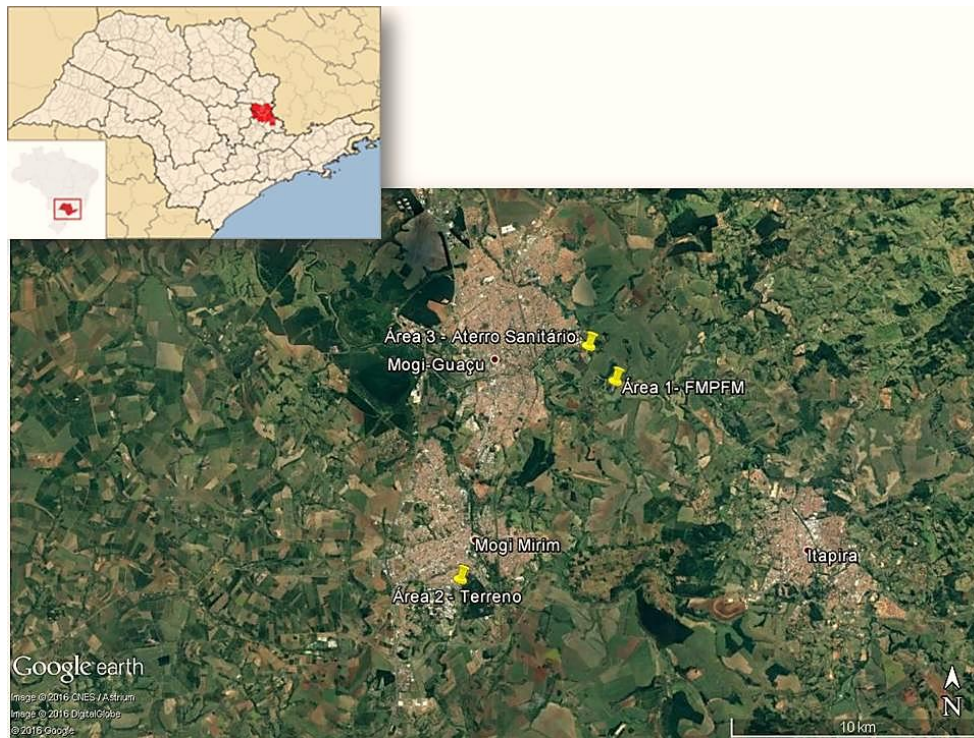 Área 3 - Aterro Sanitário
Mogi-Guaçu
Área 1- FMPFM
Mogi Mirim
Itapira
Área 2 - Terreno
Google earth
Image © 2016 CNES / Astrium
Image © 2016 DigitalGlobe
© 2016 Google
N
10 km